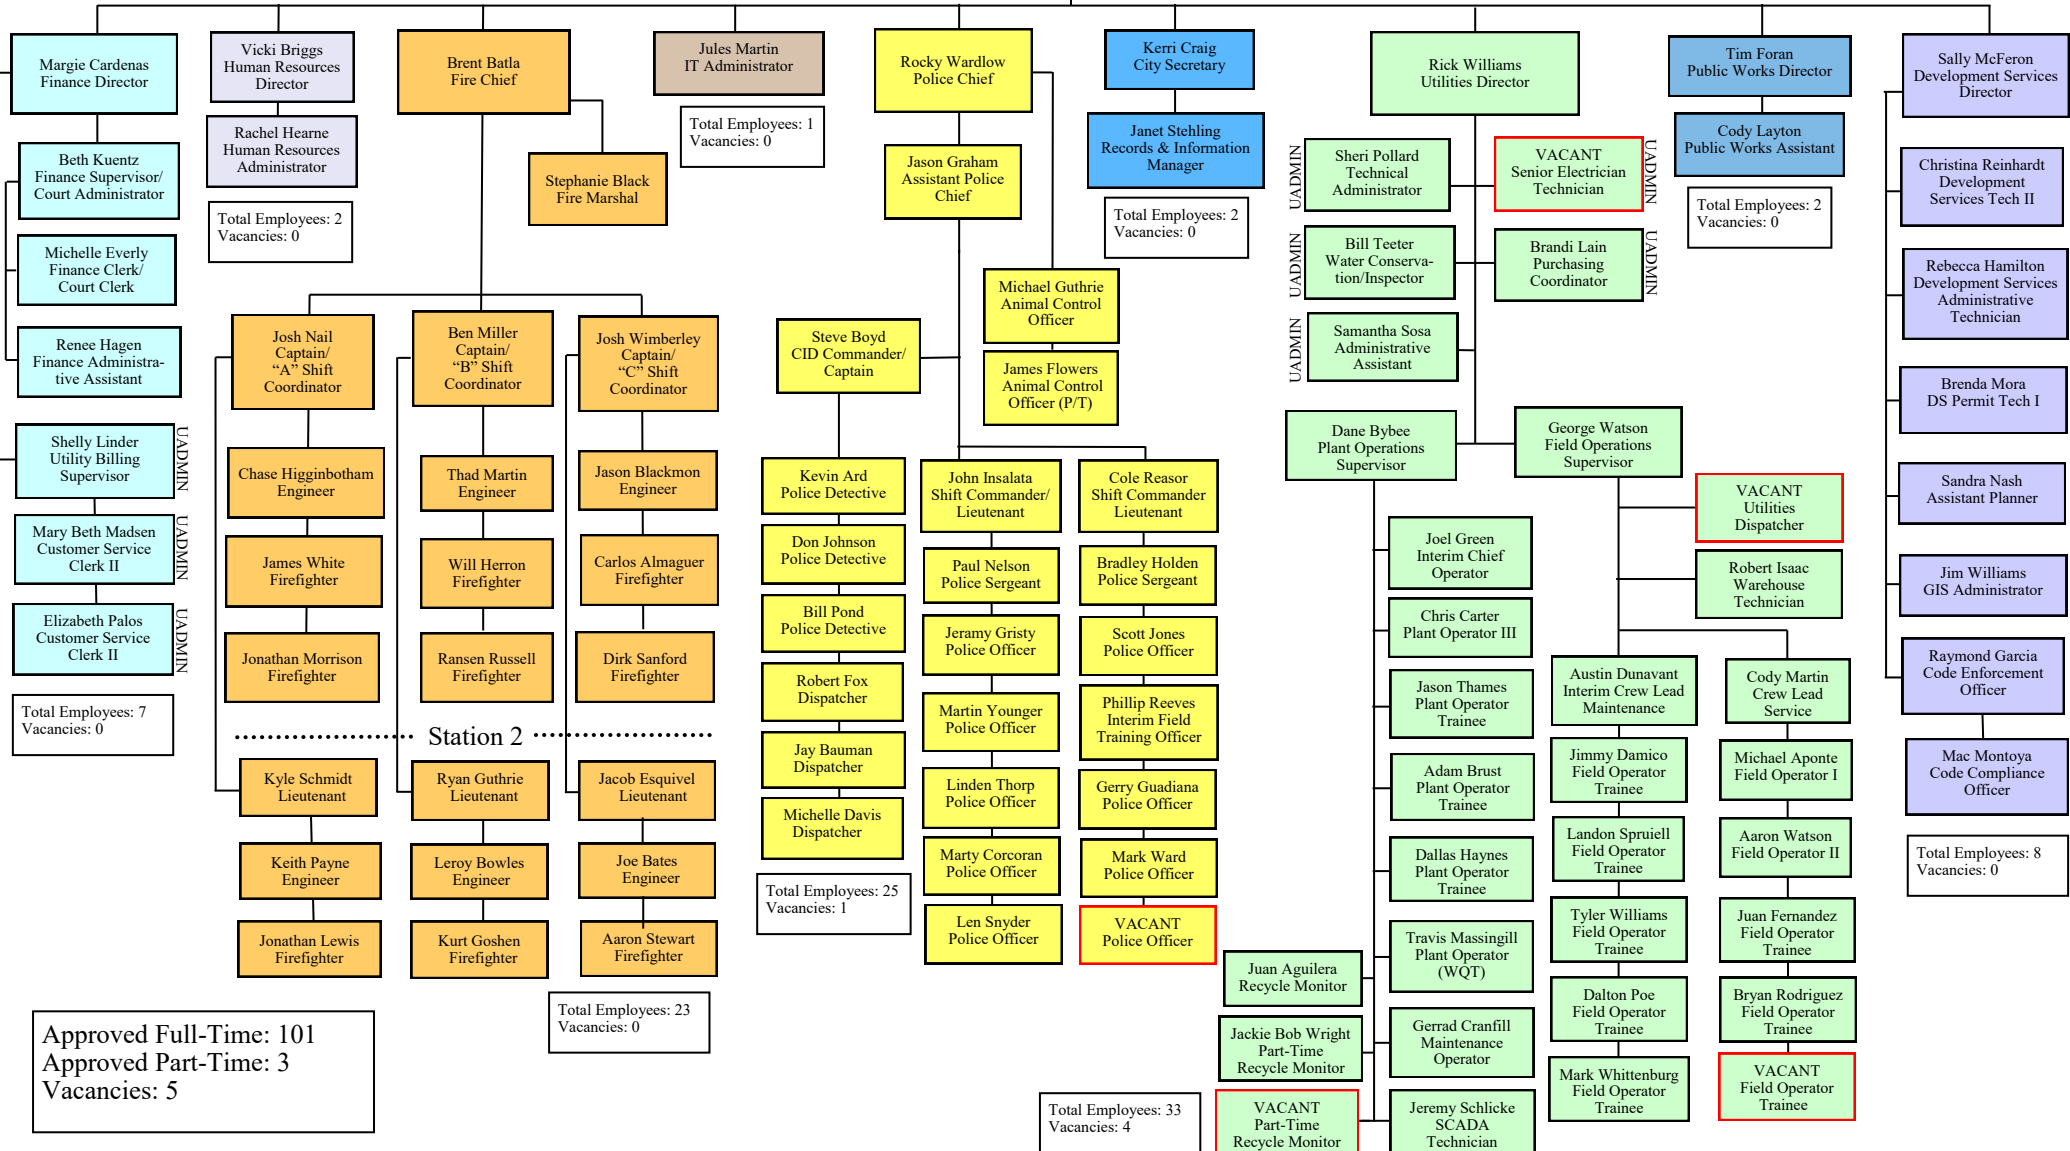 Margie Cardenas
Finance Director
Beth Kuentz
Finance Supervisor/
Court Administrator
Michelle Everly
Finance Clerk/
Court Clerk
Renee Hagen
Finance Administra-
tive Assistant
Shelly Linder
Utility Billing
Supervisor
UADMIN
Mary Beth Madsen
Customer Service
Clerk II
UADMIN
Elizabeth Palos
Customer Service
Clerk II
UADMIN
Total Employees: 7
Vacancies: 0
Vicki Briggs
Human Resources
Director
Rachel Hearne
Human Resources
Administrator
Total Employees: 2
Vacancies: 0
Brent Batla
Fire Chief
Stephanie Black
Fire Marshal
Josh Nail
Captain/
“A” Shift
Coordinator
Chase Higginbotham
Engineer
James White
Firefighter
Jonathan Morrison
Firefighter
Ben Miller
Captain/
“B” Shift
Coordinator
Thad Martin
Engineer
Will Herron
Firefighter
Ransen Russell
Firefighter
Josh Wimberley
Captain/
“C” Shift
Coordinator
Jason Blackmon
Engineer
Carlos Almaguer
Firefighter
Dirk Sanford
Firefighter
Station 2
Kyle Schmidt
Lieutenant
Keith Payne
Engineer
Jonathan Lewis
Firefighter
Ryan Guthrie
Lieutenant
Leroy Bowles
Engineer
Kurt Goshen
Firefighter
Jacob Esquivel
Lieutenant
Joe Bates
Engineer
Aaron Stewart
Firefighter
Total Employees: 23
Vacancies: 0
Jules Martin
IT Administrator
Total Employees: 1
Vacancies: 0
Rocky Wardlow
Police Chief
Jason Graham
Assistant Police
Chief
Michael Guthrie
Animal Control
Officer
James Flowers
Animal Control
Officer (P/T)
Steve Boyd
CID Commander/
Captain
Kevin Ard
Police Detective
Don Johnson
Police Detective
Bill Pond
Police Detective
Robert Fox
Dispatcher
Jay Bauman
Dispatcher
Michelle Davis
Dispatcher
Total Employees: 25
Vacancies: 1
John Insalata
Shift Commander/
Lieutenant
Paul Nelson
Police Sergeant
Jeramy Gristy
Police Officer
Martin Younger
Police Officer
Linden Thorp
Police Officer
Marty Corcoran
Police Officer
Len Snyder
Police Officer
Cole Reasor
Shift Commander
Lieutenant
Bradley Holden
Police Sergeant
Scott Jones
Police Officer
Phillip Reeves
Interim Field
Training Officer
Gerry Guadiana
Police Officer
Mark Ward
Police Officer
VACANT
Police Officer
Kerri Craig
City Secretary
Janet Stehling
Records & Information
Manager
Total Employees: 2
Vacancies: 0
Rick Williams
Utilities Director
UADMIN
Sheri Pollard
Technical
Administrator
VACANT
Senior Electrician
Technician
UADMIN
UADMIN
Bill Teeter
Water Conserva-
tion/Inspector
Brandi Lain
Purchasing
Coordinator
UADMIN
UADMIN
Samantha Sosa
Administrative
Assistant
Dane Bybee
Plant Operations
Supervisor
Joel Green
Interim Chief
Operator
Chris Carter
Plant Operator III
Jason Thames
Plant Operator
Trainee
Adam Brust
Plant Operator
Trainee
Dallas Haynes
Plant Operator
Trainee
Travis Massingill
Plant Operator
(WQT)
Gerrad Cranfill
Maintenance
Operator
Jeremy Schlicke
SCADA
Technician
Juan Aguilera
Recycle Monitor
Jackie Bob Wright
Part-Time
Recycle Monitor
VACANT
Part-Time
Recycle Monitor
Total Employees: 33
Vacancies: 4
George Watson
Field Operations
Supervisor
VACANT
Utilities
Dispatcher
Robert Isaac
Warehouse
Technician
Austin Dunavant
Interim Crew Lead
Maintenance
Jimmy Damico
Field Operator
Trainee
Landon Spruiell
Field Operator
Trainee
Tyler Williams
Field Operator
Trainee
Dalton Poe
Field Operator
Trainee
Mark Whittenburg
Field Operator
Trainee
Cody Martin
Crew Lead
Service
Michael Aponte
Field Operator I
Aaron Watson
Field Operator II
Juan Fernandez
Field Operator
Trainee
Bryan Rodriguez
Field Operator
Trainee
VACANT
Field Operator
Trainee
Tim Foran
Public Works Director
Cody Layton
Public Works Assistant
Total Employees: 2
Vacancies: 0
Sally McFeron
Development Services
Director
Christina Reinhardt
Development
Services Tech II
Rebecca Hamilton
Development Services
Administrative
Technician
Brenda Mora
DS Permit Tech I
Sandra Nash
Assistant Planner
Jim Williams
GIS Administrator
Raymond Garcia
Code Enforcement
Officer
Mac Montoya
Code Compliance
Officer
Total Employees: 8
Vacancies: 0
Approved Full-Time: 101
Approved Part-Time: 3
Vacancies: 5